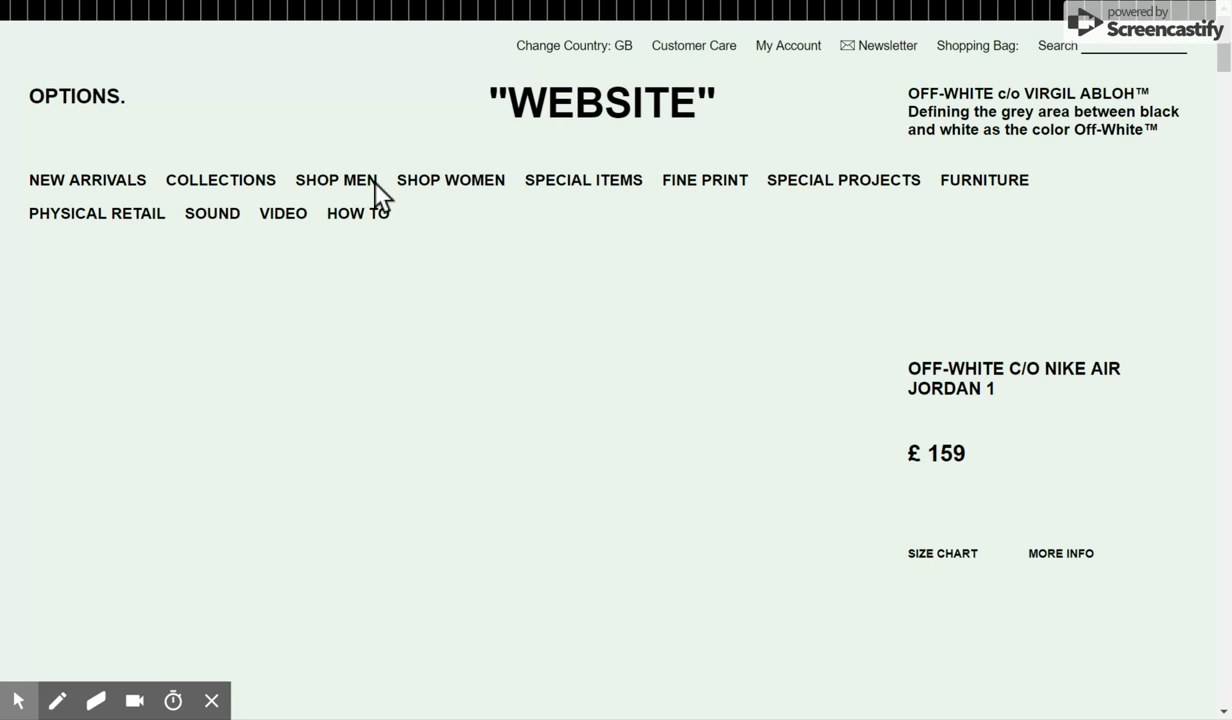 powered by
Screencastify
Change Country: GB Customer Care My Account Newsletter Shopping Bag: Search
OPTIONS.
"WEBSITE"
OFF-WHITE c/o VIRGIL ABLOH™
Defining the grey area between black
and white as the color Off-White™
NEW ARRIVALS COLLECTIONS SHOP MEN SHOP WOMEN SPECIAL ITEMS FINE PRINT SPECIAL PROJECTS FURNITURE
PHYSICAL RETAIL SOUND VIDEO HOW TO
OFF-WHITE C/O NIKE AIR
JORDAN 1
£ 159
SIZE CHART MORE INFO